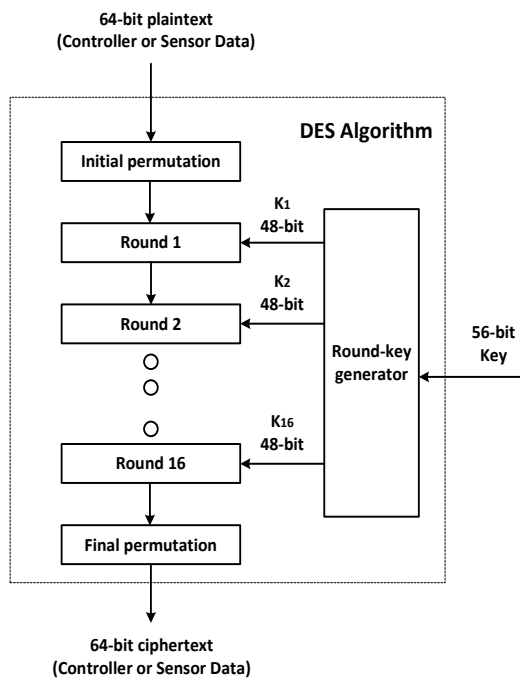 64-bit plaintext
(Controller or Sensor Data)
DES Algorithm
Initial permutation
K1
48-bit
Round 1
K2
48-bit
Round 2
56-bit
Key
Round-key
generator
K16
48-bit
Round 16
Final permutation
64-bit ciphertext
(Controller or Sensor Data)